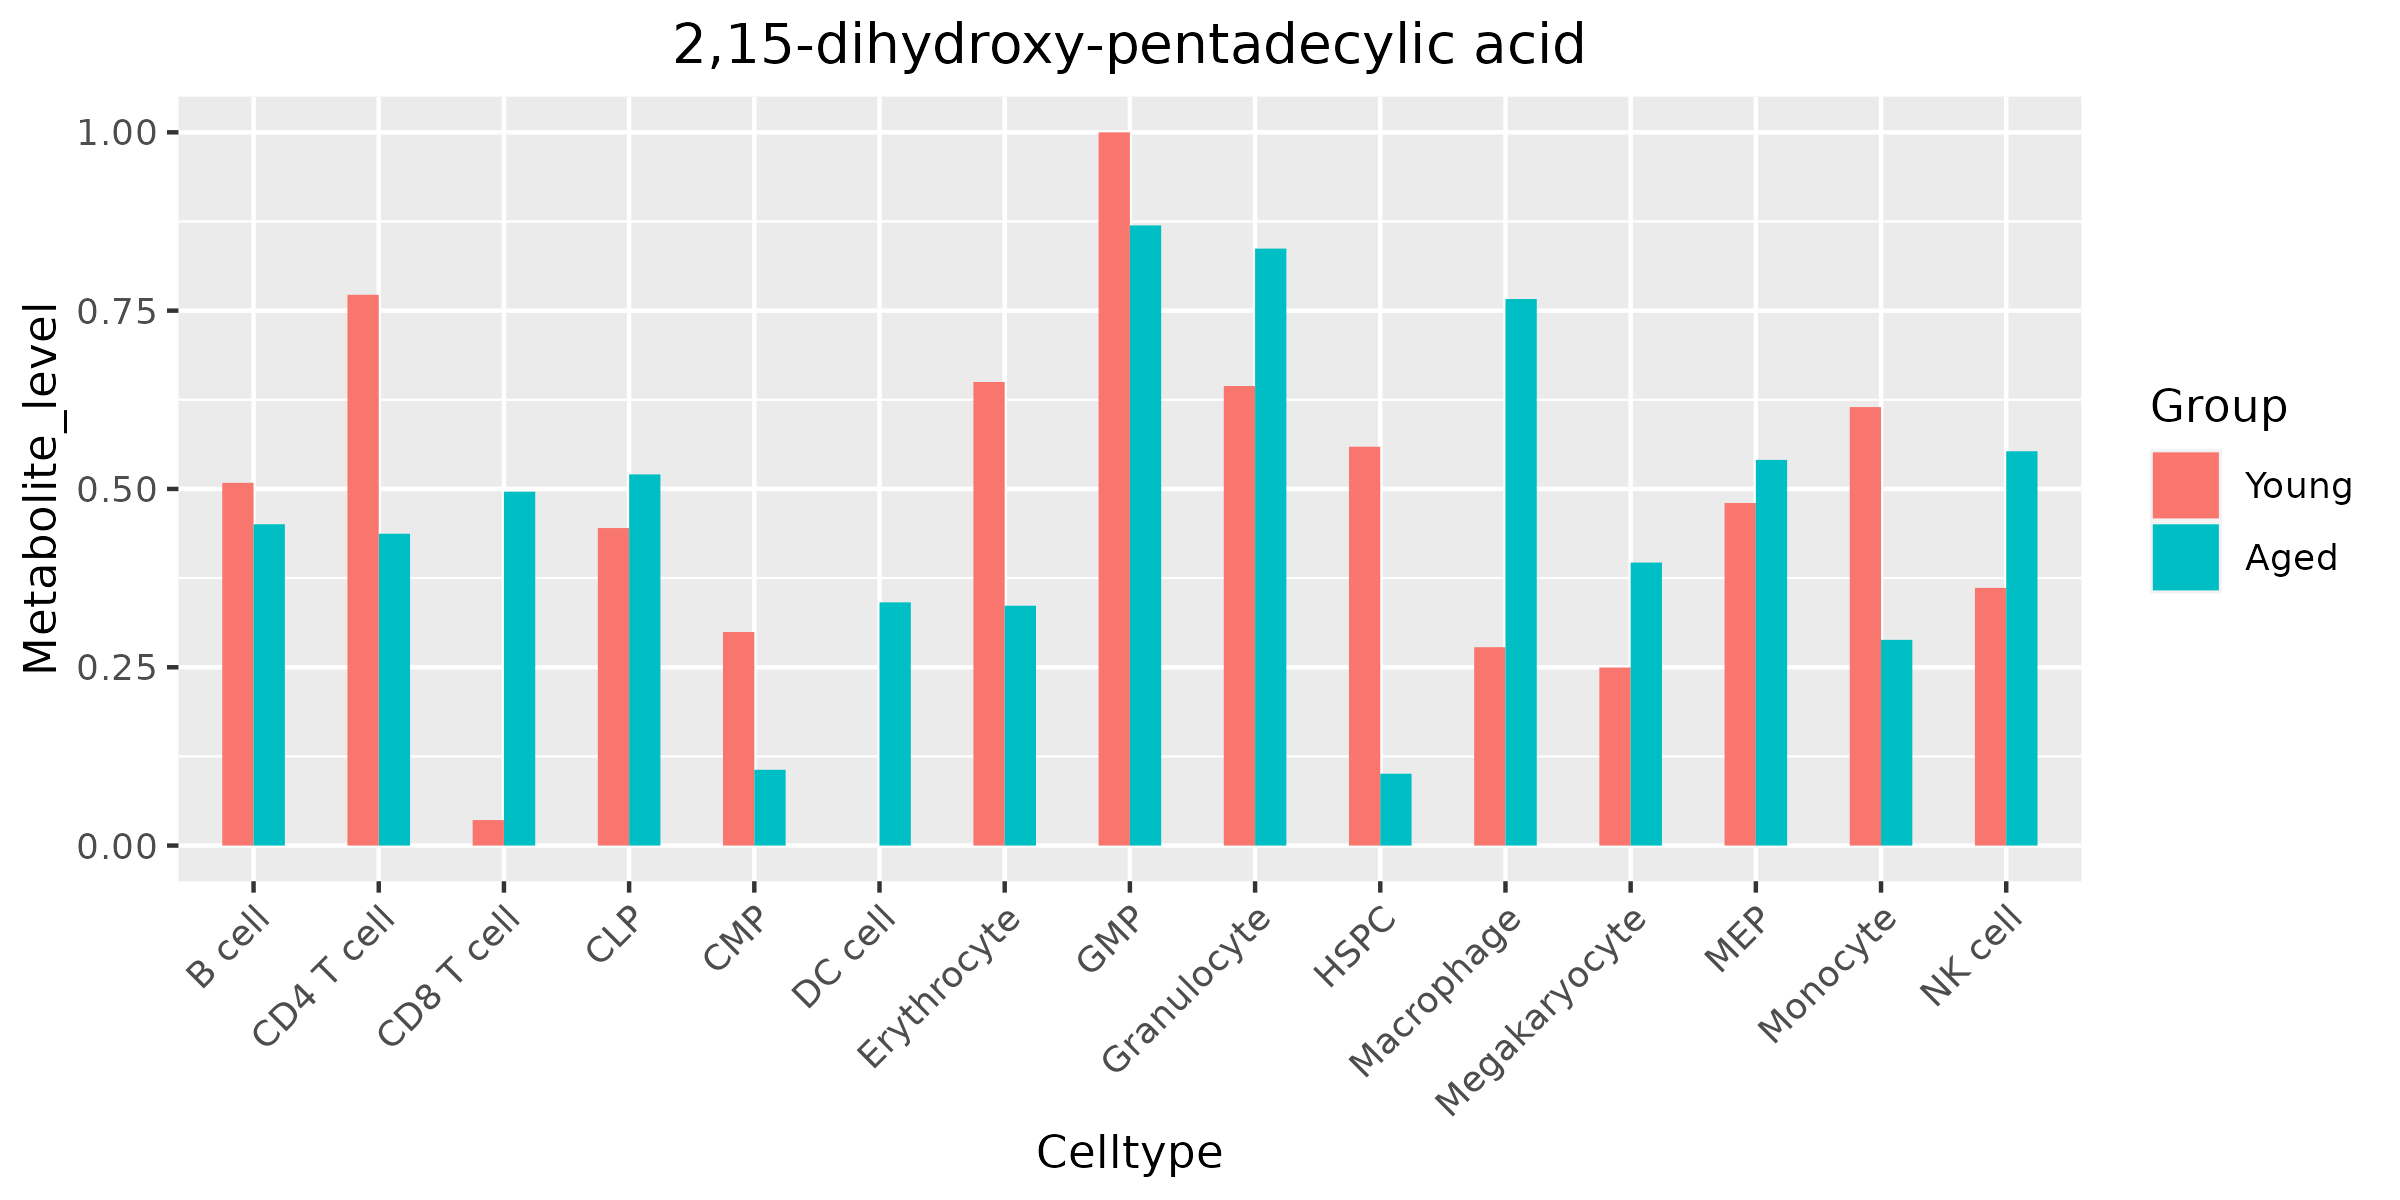 2,15-dihydroxy-pentadecylic acid
Metabolite_level
1.00
0.75
0.50
0.25
0.00
B cell
CD4 T cell
CD8 T cell
CLP
CMP
DC cell
Erythrocyte
GMP
Granulocyte
HSPC
Macrophage
Megakaryocyte
MEP
Monocyte
NK cell
Celltype
Group
Young
Aged